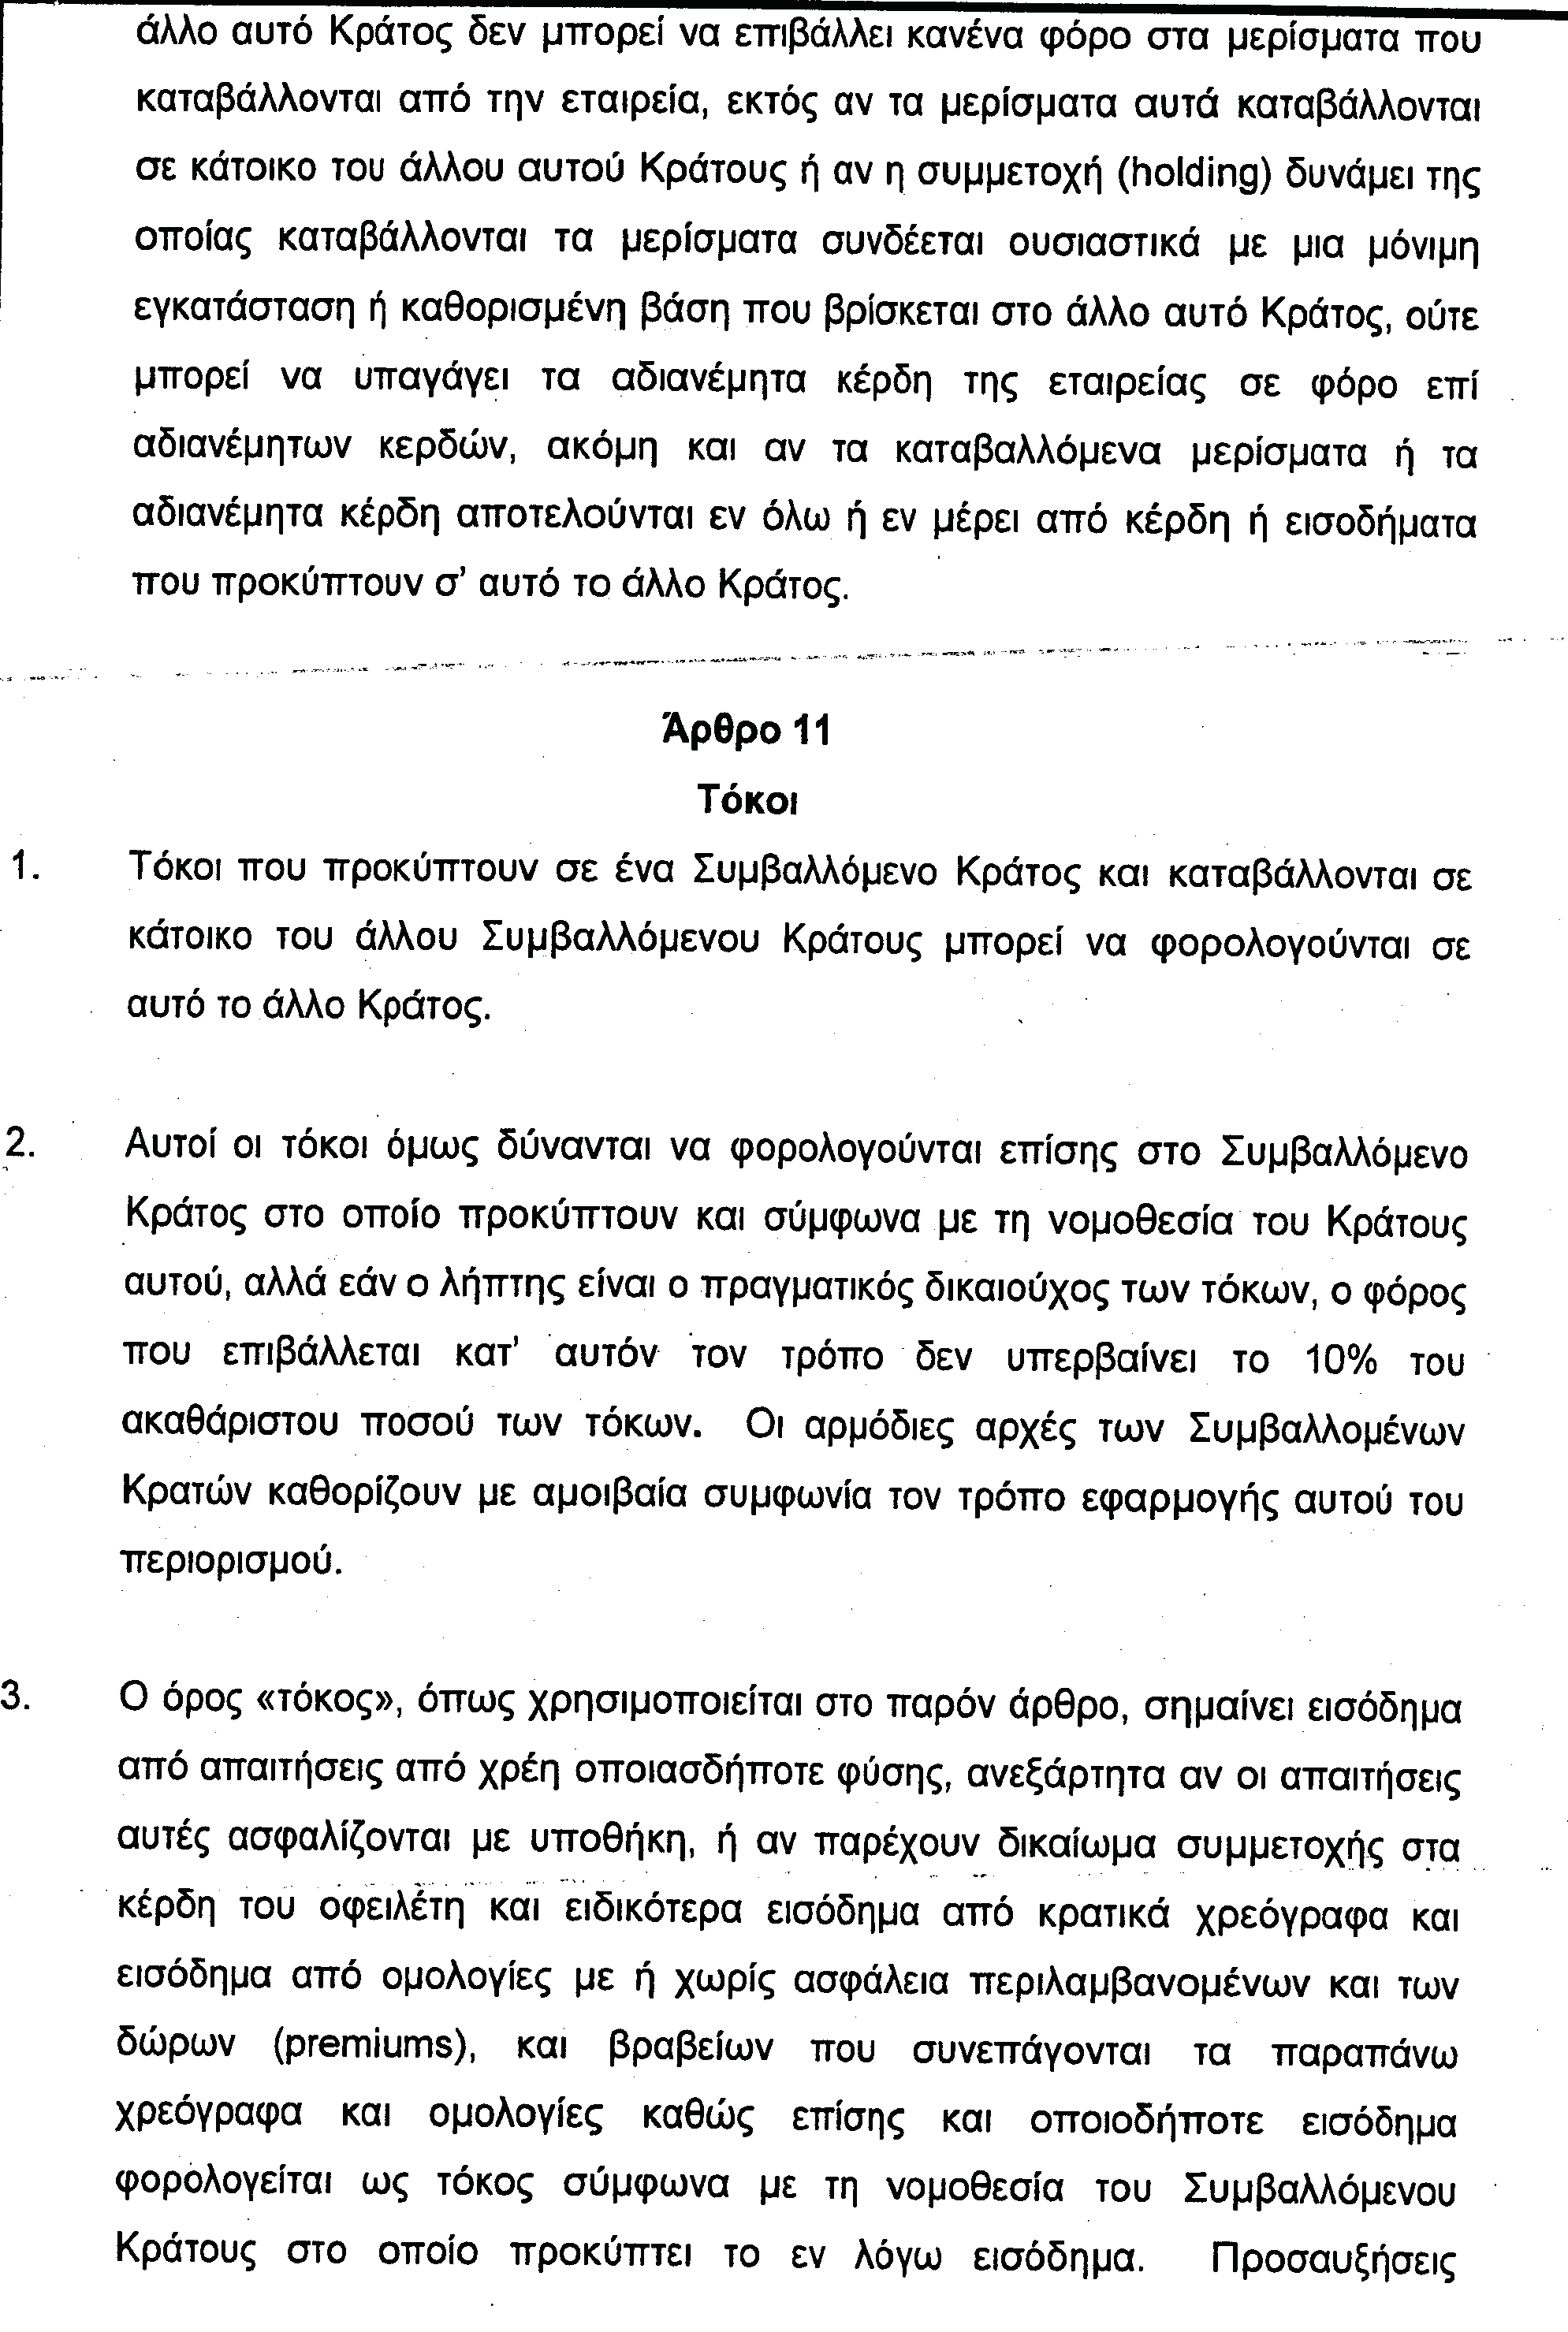 άλλο αυτό Κράτος δεν μπορεί να επιβάλλει κανένα φόρο στα μερίσματα που
καταβάλλονται από την εταιρεία, εκτός αν τα μερίσματα αυτά καταβάλλονται
σε κάτοικο του άλλου αυτού Κράτους ή αν η συμμετοχή (holding) δυνάμει της
οποίας καταβάλλονται τα μερίσματα συνδέεται ουσιαστικά με μια μόνιμη
εγκατάσταση ή καθορισμένη βάση που βρίσκεται στο άλλο αυτό Κράτος, ούτε
μπορεί να υπαγάγει τα αδιανέμητα κέρδη της εταιρείας σε φόρο επί
αδιανέμητων κερδών, ακόμη και αν τα καταβαλλόμενα μερίσματα ή τα
αδιανέμητα κέρδη αποτελούνται εν όλω ή εν μέρει από κέρδη ή εισοδήματα
που προκύπτουν σ' αυτό το άλλο Κράτος.
Άρθρο 11
Τόκοι
1. Τόκοι που προκύπτουν σε ένα Συμβαλλόμενο Κράτος και καταβάλλονται σε
κάτοικο του άλλου Συμβαλλόμενου Κράτους μπορεί να φορολογούνται σε
αυτό το άλλο Κράτος.
2. Αυτοί οι τόκοι όμως δύνανται να φορολογούνται επίσης στο Συμβαλλόμενο
Κράτος στο οποίο προκύπτουν και σύμφωνα με τη νομοθεσία του Κράτους
αυτού, αλλά εάν ο λήπτης είναι ο πραγματικός δικαιούχος των τόκων, ο φόρος
που επιβάλλεται κατ' αυτόν τον τρόπο δεν υπερβαίνει το 10% του
ακαθάριστου ποσού των τόκων. Οι αρμόδιες αρχές των Συμβαλλομένων
Κρατών καθορίζουν με αμοιβαία συμφωνία τον τρόπο εφαρμογής αυτού του
περιορισμού.
3. Ο όρος «τόκος», όπως χρησιμοποιείται στο παρόν άρθρο, σημαίνει εισόδημα
από απαιτήσεις από χρέη οποιασδήποτε φύσης, ανεξάρτητα αν οι απαιτήσεις
αυτές ασφαλίζονται με υποθήκη, ή αν παρέχουν δικαίωμα συμμετοχής στα
κέρδη του οφειλέτη και ειδικότερα εισόδημα από κρατικά χρεόγραφα και
εισόδημα από ομολογίες με ή χωρίς ασφάλεια περιλαμβανομένων και των
δώρων (premiums), και βραβείων που συνεπάγονται τα παραπάνω
χρεόγραφα και ομολογίες καθώς επίσης και οποιοδήποτε εισόδημα
φορολογείται ως τόκος σύμφωνα με τη νομοθεσία του Συμβαλλόμενου
Κράτους στο οποίο προκύπτει το εν λόγω εισόδημα. Προσαυξήσεις